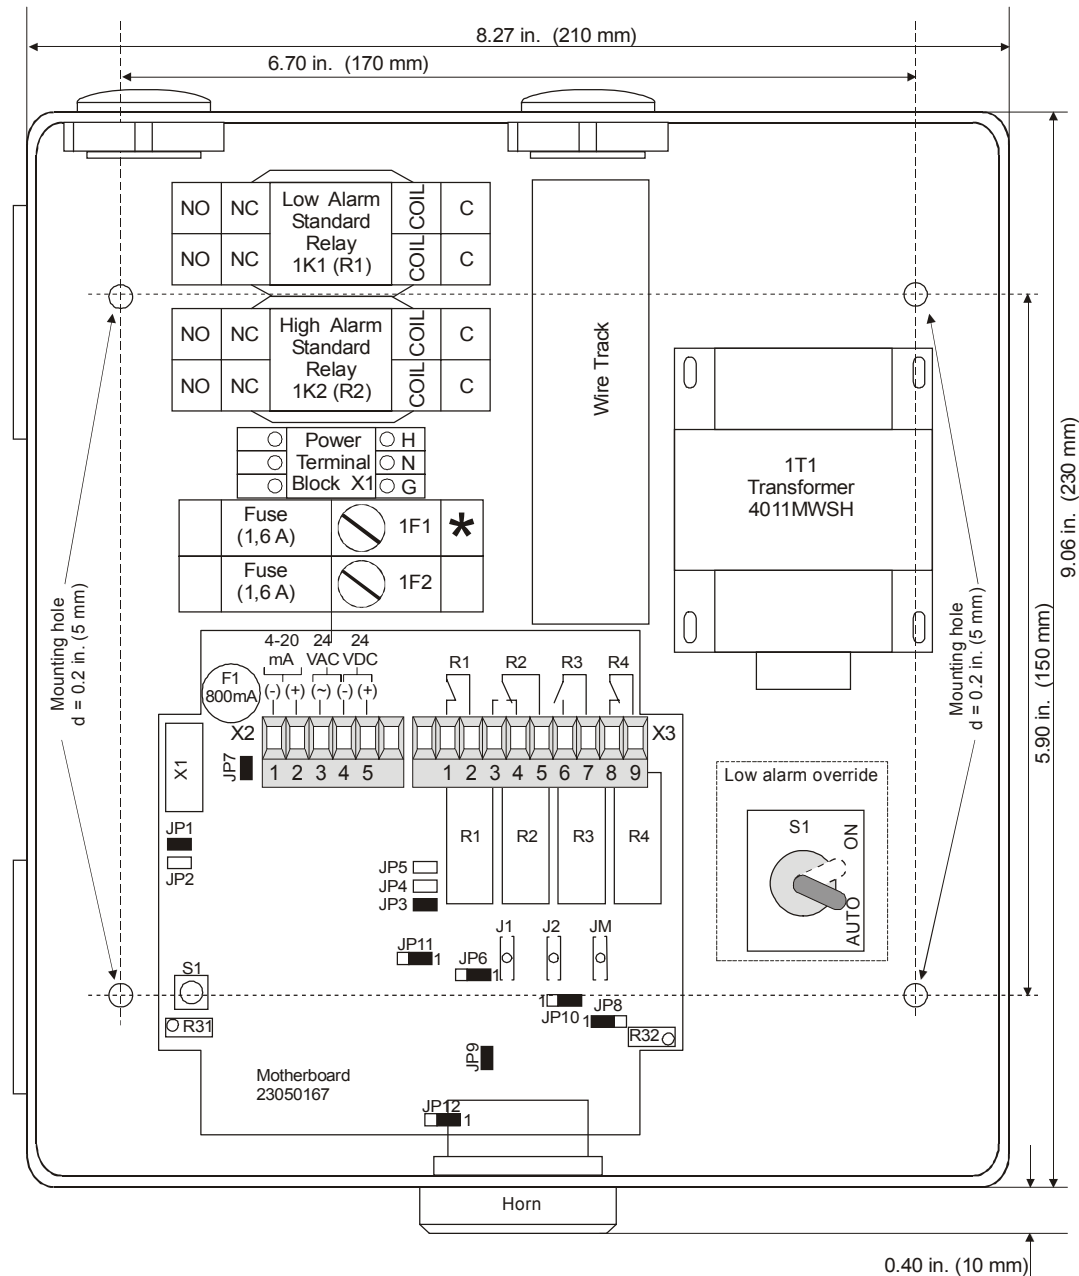 8.27 in. (210 mm)
6.70 in. (170 mm)
NO NC Low Alarm Standard Relay 1K1 (R1) COIL C
NO NC COIL C
NO NC High Alarm Standard Relay 1K2 (R2) COIL C
NO NC COIL C
Wire Track
Power H
Terminal N
Block X1 G
Fuse (1,6 A) 1F1 *
Fuse (1,6 A) 1F2
1T1
Transformer
4011MWSH
9.06 in. (230 mm)
5.90 in. (150 mm)
Mounting hole
d = 0.2 in. (5 mm)
Mounting hole
d = 0.2 in. (5 mm)
4-20 24 24
mA VAC VDC
(-) (+) (~) (-) (+)
F1
800mA
R1 R2 R3 R4
X2 X3
1 2 3 4 5
1 2 3 4 5 6 7 8 9
X1
JP7
JP1
JP2
R1 R2 R3 R4
JP5
JP4
JP3
Low alarm override
S1
ON
AUTO
J1 J2 JM
JP11 1
JP6 1
S1
1
JP10
JP8
1
R31
R32
JP9
Motherboard
23050167
JP12 1
Horn
0.40 in. (10 mm)